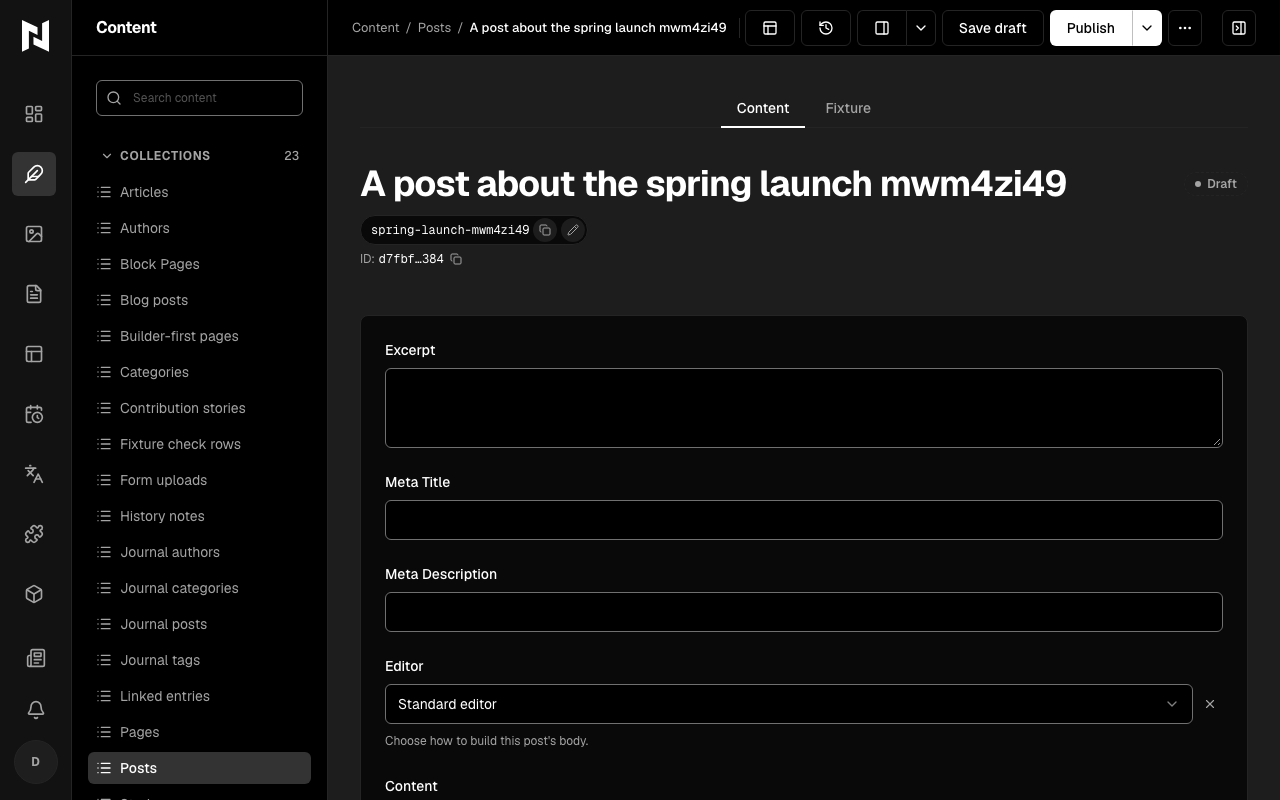 Content
Content / Posts / A post about the spring launch mwm4zi49
Save draft
Publish
Search content
COLLECTIONS 23
Articles
Authors
Block Pages
Blog posts
Builder-first pages
Categories
Contribution stories
Fixture check rows
Form uploads
History notes
Journal authors
Journal categories
Journal posts
Journal tags
Linked entries
Pages
Posts
D
Content Fixture
A post about the spring launch mwm4zi49
Draft
spring-launch-mwm4zi49
ID: d7fbf…384
Excerpt
Meta Title
Meta Description
Editor
Standard editor
Choose how to build this post's body.
Content